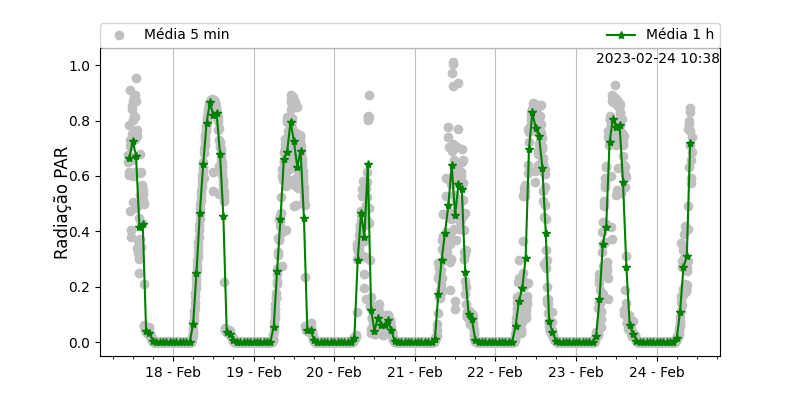 Média 5 min
Média 1 h
2023-02-24 10:38
Radiação PAR
1.0
0.8
0.6
0.4
0.2
0.0
18 - Feb
19 - Feb
20 - Feb
21 - Feb
22 - Feb
23 - Feb
24 - Feb